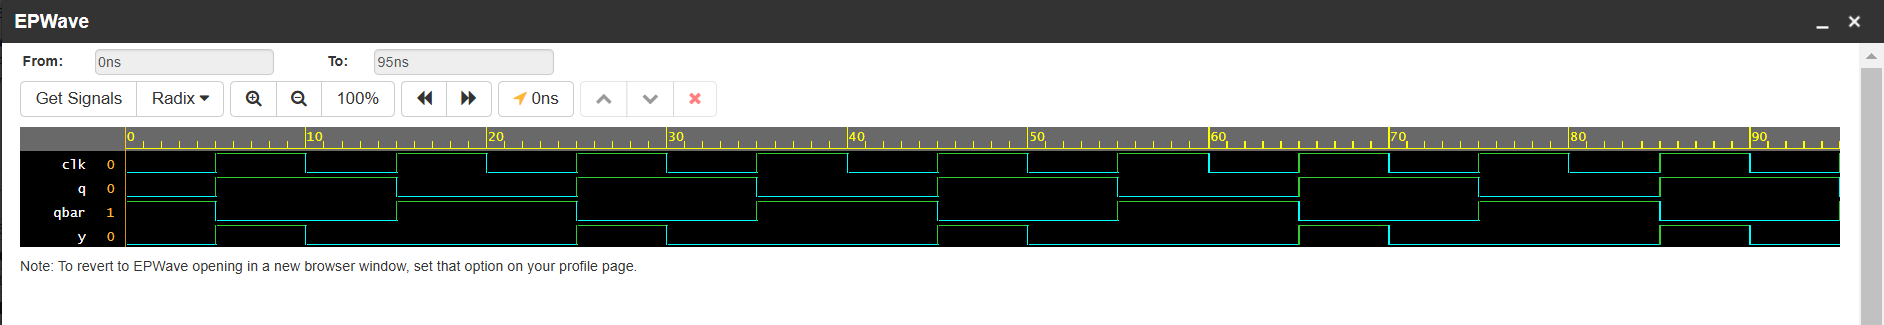 EPWave
From: 0ns To: 95ns
Get Signals Radix 100% 0ns
0 10 20 30 40 50 60 70 80 90
clk 0
q 0
qbar 1
y 0
Note: To revert to EPWave opening in a new browser window, set that option on your profile page.